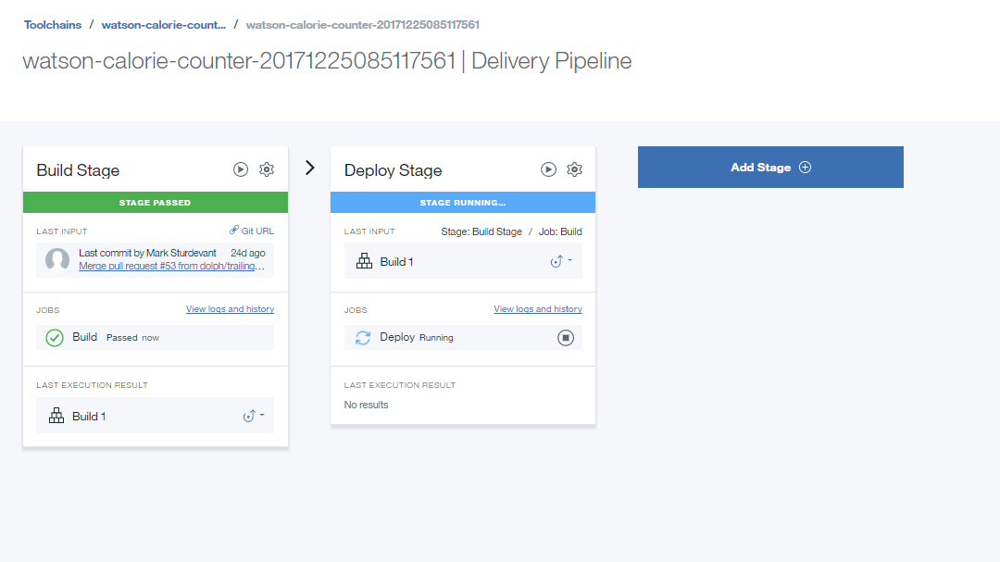 Toolchains / watson-calorie-count... / watson-calorie-counter-20171225085117561
watson-calorie-counter-20171225085117561 | Delivery Pipeline
Build Stage
STAGE PASSED
LAST INPUT Git URL
Last commit by Mark Sturdevant 24d ago
Merge pull request #53 from dolph/trailing…
JOBS View logs and history
Build Passed now
LAST EXECUTION RESULT
Build 1
Deploy Stage
STAGE RUNNING...
LAST INPUT Stage: Build Stage / Job: Build
Build 1
JOBS View logs and history
Deploy Running
LAST EXECUTION RESULT
No results
Add Stage